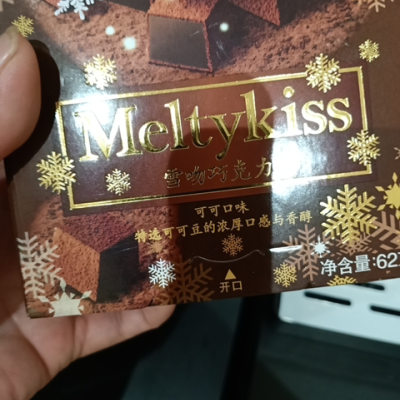 Meltykiss
雪吻巧克力
可可口味
特选可可豆的浓厚口感与香醇
净含量:62
开口